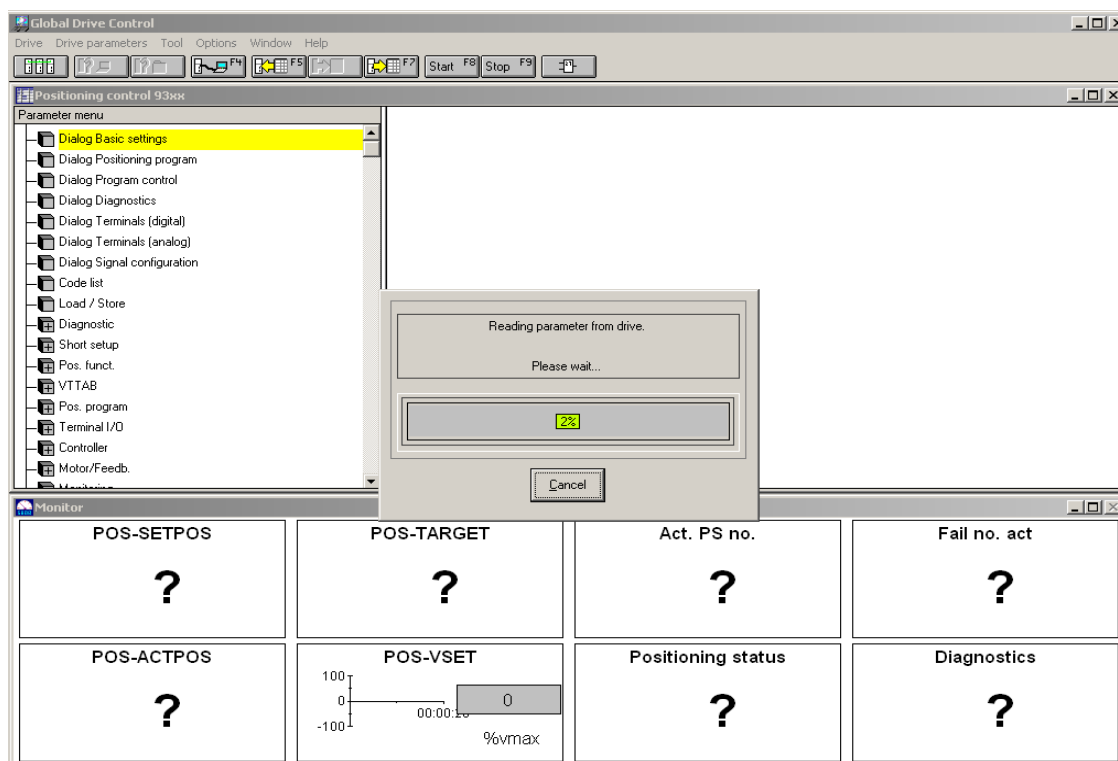 Global Drive Control
Drive Drive parameters Tool Options Window Help
F4 F5 F7 Start F8 Stop F9
Positioning control 93xx
Parameter menu
Dialog Basic settings
Dialog Positioning program
Dialog Program control
Dialog Diagnostics
Dialog Terminals (digital)
Dialog Terminals (analog)
Dialog Signal configuration
Code list
Load / Store
Diagnostic
Short setup
Pos. funct.
VTTAB
Pos. program
Terminal I/O
Controller
Motor/Feedb.
Reading parameter from drive.
Please wait...
2%
Cancel
Monitor
POS-SETPOS POS-TARGET Act. PS no. Fail no. act
? ? ? ?
POS-ACTPOS POS-VSET Positioning status Diagnostics
? ? ?
100
0
-100
0
%vmax